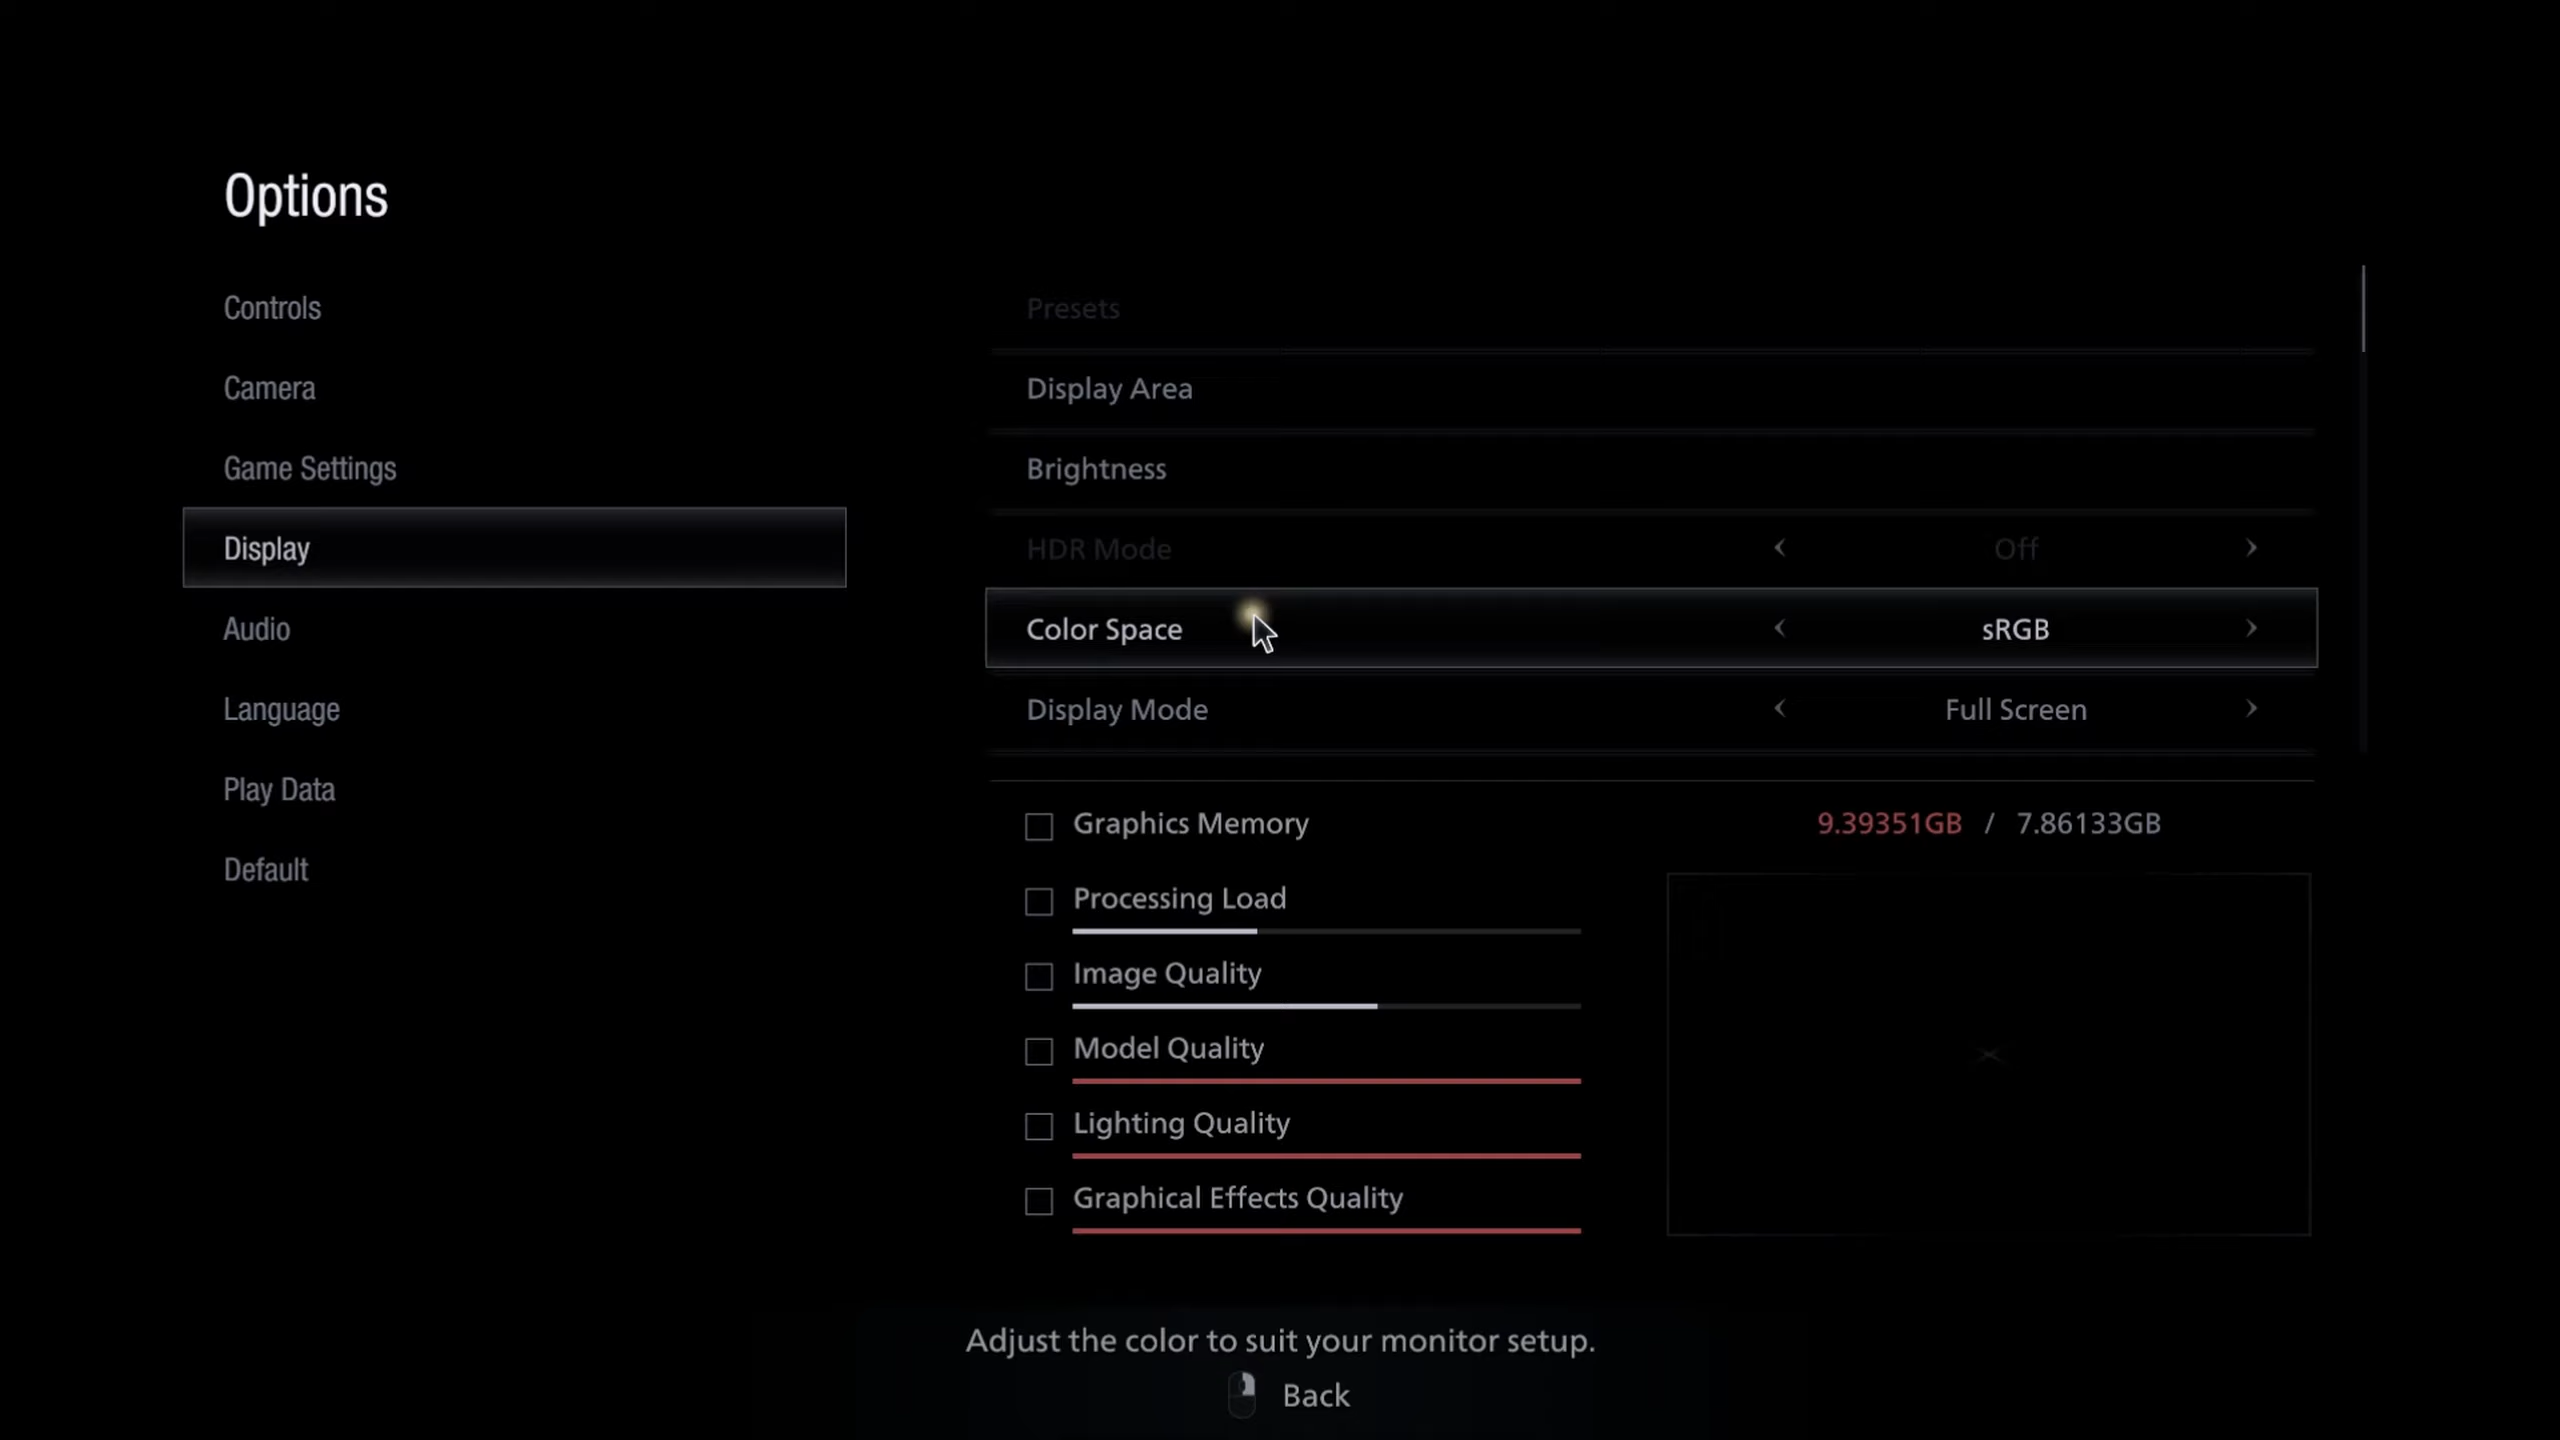 Options
Controls
Camera
Game Settings
Display
Audio
Language
Play Data
Default
Presets
Display Area
Brightness
HDR Mode Off
Color Space sRGB
Display Mode Full Screen
Graphics Memory 9.39351GB / 7.86133GB
Processing Load
Image Quality
Model Quality
Lighting Quality
Graphical Effects Quality
Adjust the color to suit your monitor setup.
Back